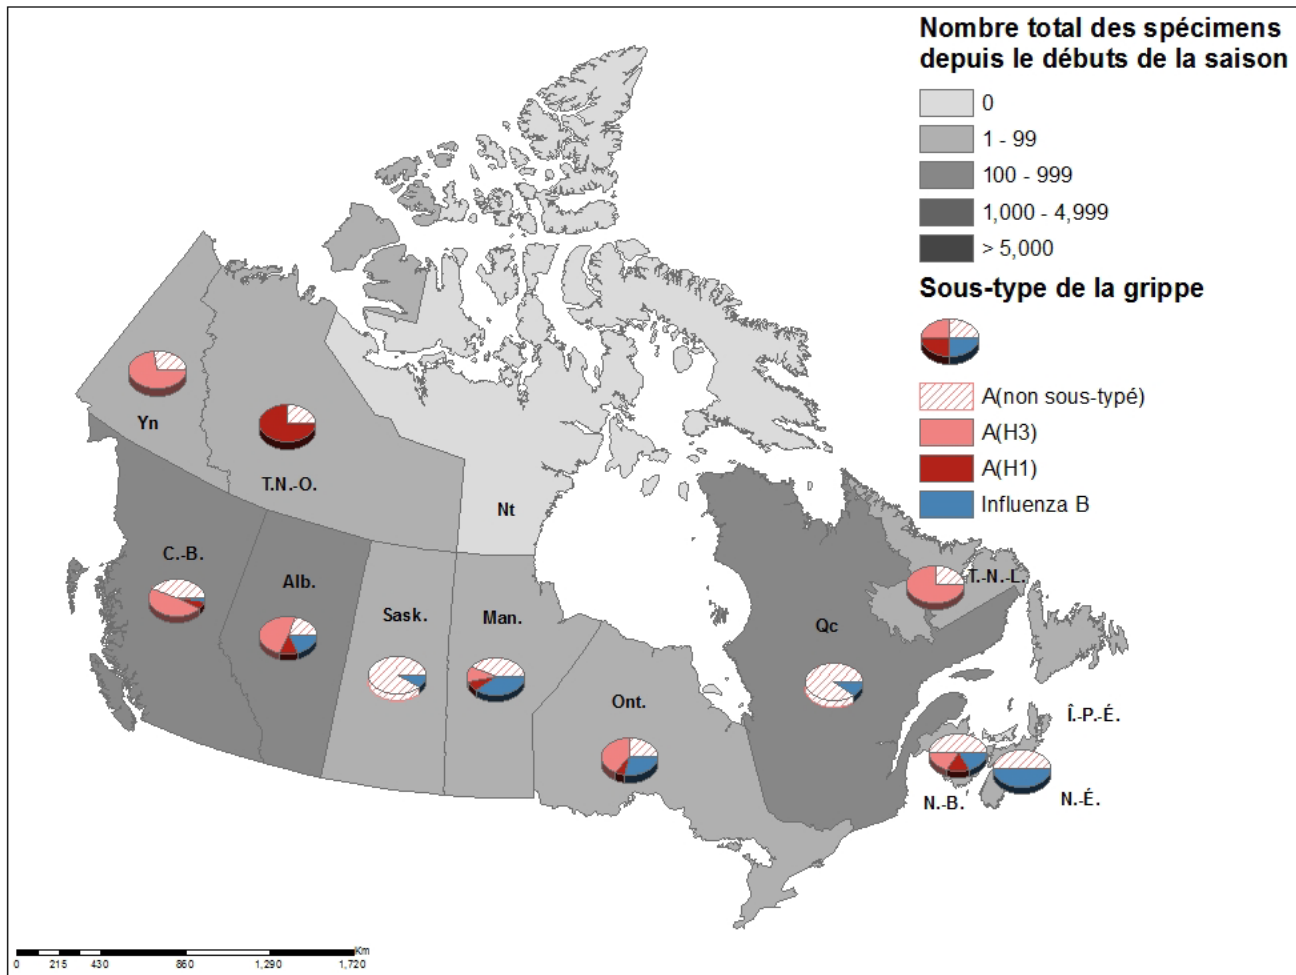 Nombre total des spécimens
depuis le débuts de la saison
0
1 - 99
100 - 999
1,000 - 4,999
> 5,000
Sous-type de la grippe
A(non sous-typé)
A(H3)
A(H1)
Influenza B
Yn
T.N.-O.
Nt
C.-B.
Alb.
Sask.
Man.
Ont.
Qc
T.-N.-L.
Î.-P.-É.
N.-B.
N.-É.
Km
0 215 430 860 1,290 1,720